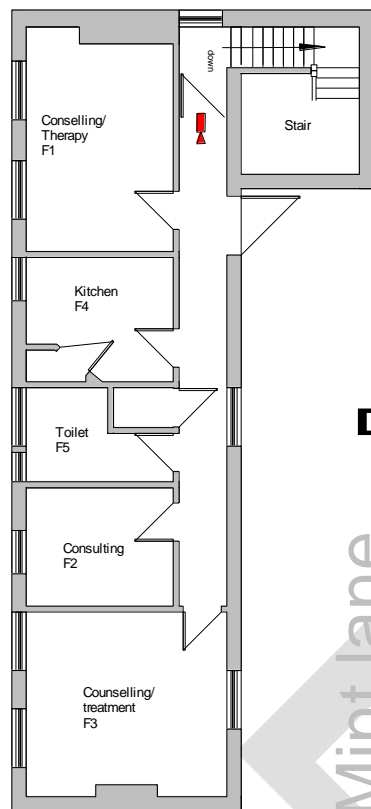 down
Conselling/
Therapy
F1
Stair
Kitchen
F4
Toilet
F5
Consulting
F2
Counselling/
treatment
F3
Mint lane